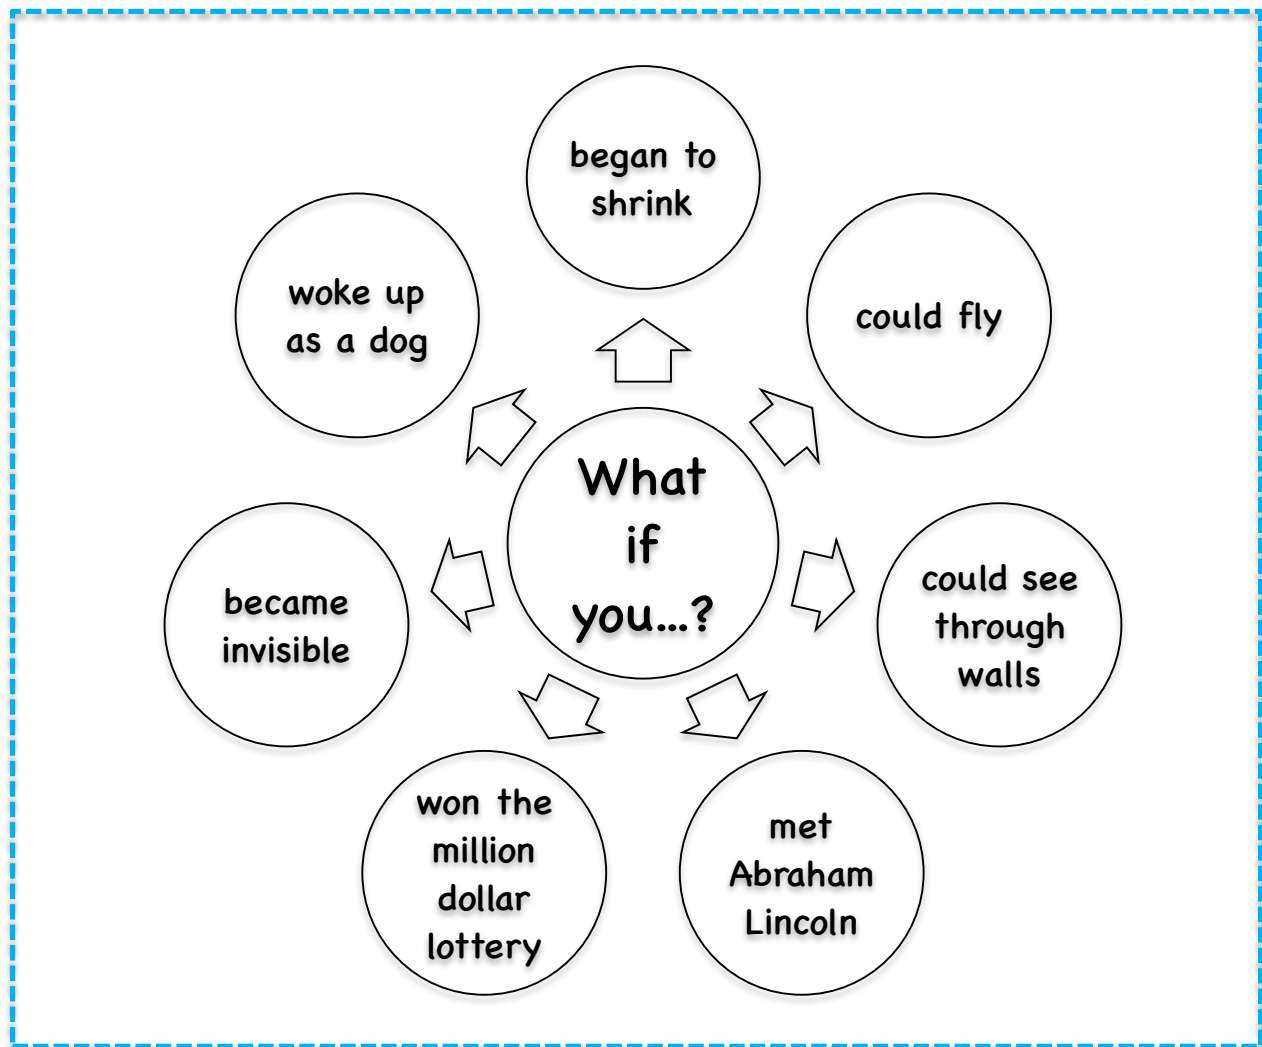 began to
shrink
could fly
could see
through
walls
met
Abraham
Lincoln
won the
million
dollar
lottery
became
invisible
woke up
as a dog
What
if
you...?